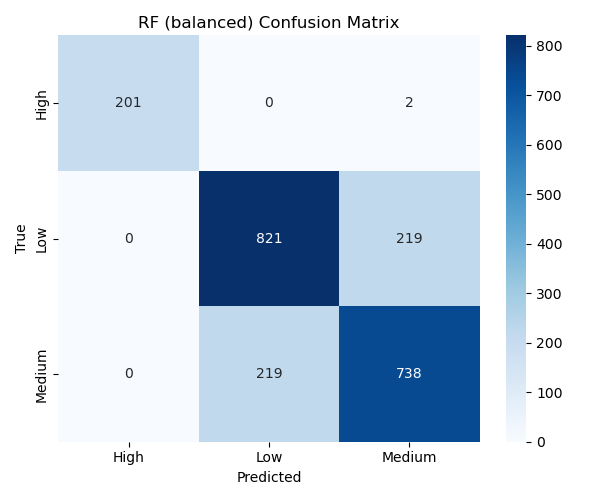 RF (balanced) Confusion Matrix
High 201 0 2
Low 0 821 219
Medium 0 219 738
High Low Medium
Predicted
True
800
700
600
500
400
300
200
100
0